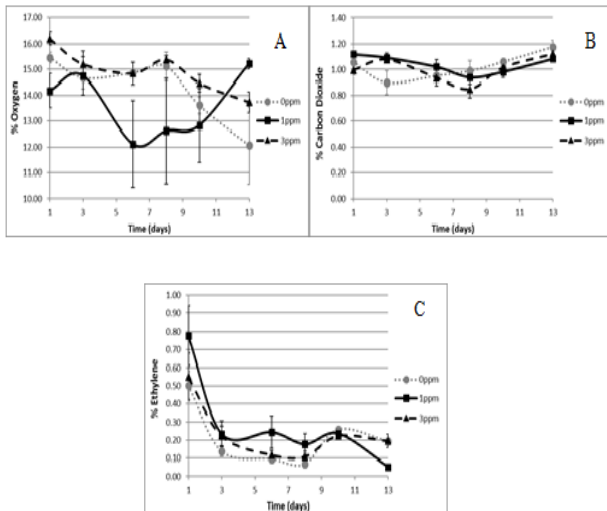 A
% Oxygen
17.00
16.00
15.00
14.00
13.00
12.00
11.00
10.00
1 3 5 7 9 11 13
Time (days)
0ppm
1ppm
3ppm
B
% Carbon Dioxide
1.40
1.20
1.00
0.80
0.60
0.40
0.20
0.00
1 3 5 7 9 11 13
Time (days)
0ppm
1ppm
3ppm
C
% Ethylene
1.00
0.90
0.80
0.70
0.60
0.50
0.40
0.30
0.20
0.10
0.00
1 3 5 7 9 11 13
Time (days)
0ppm
1ppm
3ppm